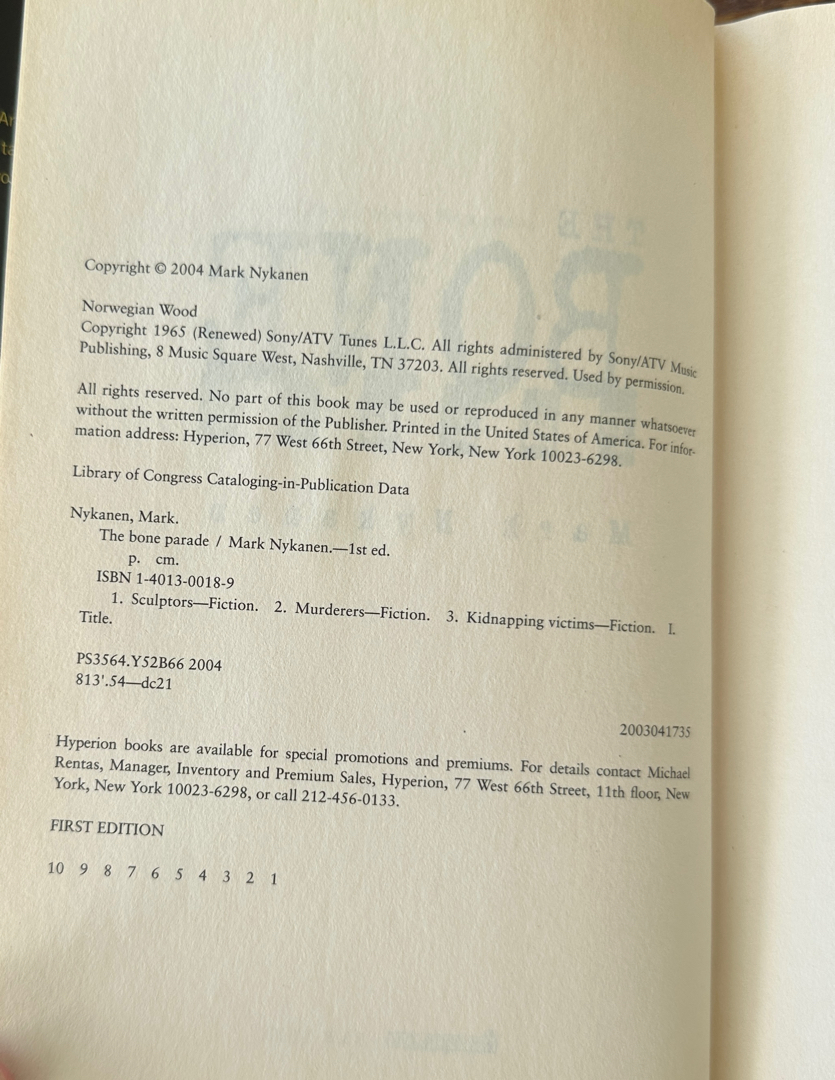 Copyright © 2004 Mark Nykanen
Norwegian Wood
Copyright 1965 (Renewed) Sony/ATV Tunes L.L.C. All rights administered by Sony/ATV Music
Publishing, 8 Music Square West, Nashville, TN 37203. All rights reserved. Used by permission.
All rights reserved. No part of this book may be used or reproduced in any manner whatsoever
without the written permission of the Publisher. Printed in the United States of America. For infor-
mation address: Hyperion, 77 West 66th Street, New York, New York 10023-6298.
Library of Congress Cataloging-in-Publication Data
Nykanen, Mark.
The bone parade / Mark Nykanen.—1st ed.
p. cm.
ISBN 1-4013-0018-9
1. Sculptors—Fiction. 2. Murderers—Fiction. 3. Kidnapping victims—Fiction. I.
Title.
PS3564.Y52B66 2004
813'.54—dc21
2003041735
Hyperion books are available for special promotions and premiums. For details contact Michael
Rentas, Manager, Inventory and Premium Sales, Hyperion, 77 West 66th Street, 11th floor, New
York, New York 10023-6298, or call 212-456-0133.
FIRST EDITION
10 9 8 7 6 5 4 3 2 1